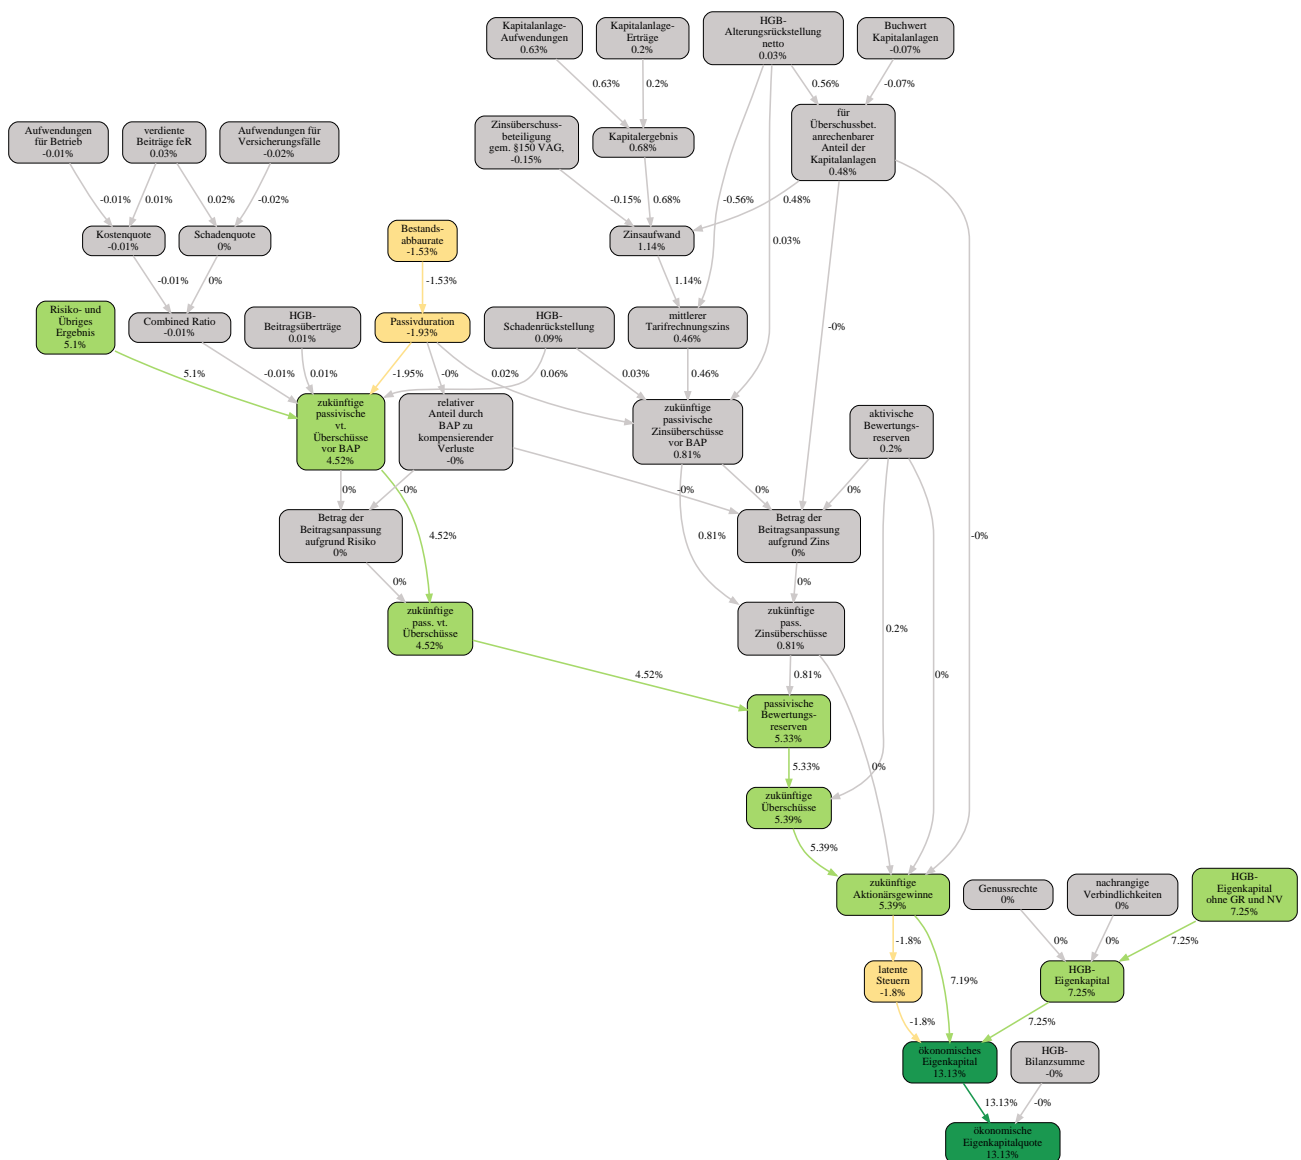 Kapitalanlage-
Aufwendungen
0.63%
Kapitalanlage-
Erträge
0.2%
HGB-
Alterungsrückstellung
netto
0.03%
Buchwert
Kapitalanlagen
-0.07%
0.63%
0.2%
0.56%
-0.07%
Aufwendungen
für Betrieb
-0.01%
verdiente
Beiträge feR
0.03%
Aufwendungen für
Versicherungsfälle
-0.02%
Zinsüberschuss-
beteiligung
gem. §150 VAG,
-0.15%
Kapitalergebnis
0.68%
für
Überschussbet.
anrechenbarer
Anteil der
Kapitalanlagen
0.48%
-0.01%
0.01%
0.02%
-0.02%
-0.15%
0.68%
-0.56%
0.48%
Kostenquote
-0.01%
Schadenquote
0%
Bestands-
abbaurate
-1.53%
Zinsaufwand
1.14%
0.03%
-0.01%
0%
-1.53%
1.14%
Risiko- und
Übriges
Ergebnis
5.1%
Combined Ratio
-0.01%
HGB-
Beitragsüberträge
0.01%
Passivduration
-1.93%
HGB-
Schadenrückstellung
0.09%
mittlerer
Tarifrechnungszins
0.46%
-0%
5.1%
-0.01%
0.01%
-1.95%
-0%
0.02%
0.06%
0.03%
0.46%
zukünftige
passivische
vt.
Überschüsse
vor BAP
4.52%
relativer
Anteil durch
BAP zu
kompensierender
Verluste
-0%
zukünftige
passivische
Zinsüberschüsse
vor BAP
0.81%
aktivische
Bewertungs-
reserven
0.2%
0%
-0%
-0%
0%
0%
Betrag der
Beitragsanpassung
aufgrund Risiko
0%
4.52%
0.81%
Betrag der
Beitragsanpassung
aufgrund Zins
0%
-0%
0%
0%
zukünftige
pass. vt.
Überschüsse
4.52%
zukünftige
pass.
Zinsüberschüsse
0.81%
0.2%
4.52%
0.81%
0%
passivische
Bewertungs-
reserven
5.33%
5.33%
0%
zukünftige
Überschüsse
5.39%
5.39%
zukünftige
Aktionärsgewinne
5.39%
Genussrechte
0%
nachrangige
Verbindlichkeiten
0%
HGB-
Eigenkapital
ohne GR und NV
7.25%
-1.8%
0%
0%
7.25%
latente
Steuern
-1.8%
7.19%
HGB-
Eigenkapital
7.25%
-1.8%
7.25%
ökonomisches
Eigenkapital
13.13%
HGB-
Bilanzsumme
-0%
13.13%
-0%
ökonomische
Eigenkapitalquote
13.13%